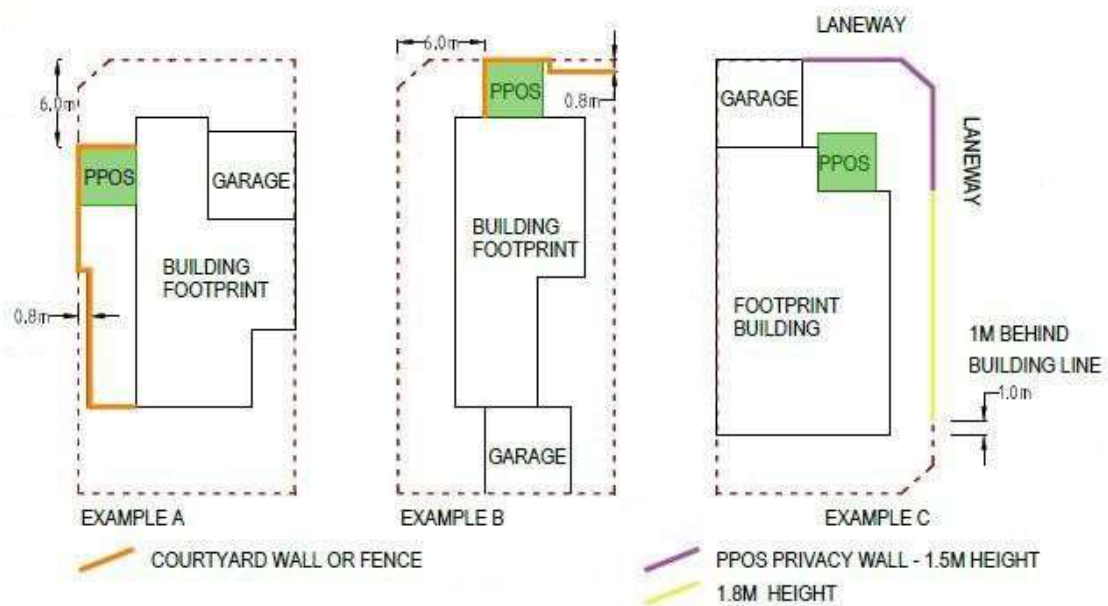 6.0m
PPOS
GARAGE
BUILDING
FOOTPRINT
0.8m
EXAMPLE A
6.0m
PPOS
0.8m
BUILDING
FOOTPRINT
GARAGE
EXAMPLE B
LANEWAY
GARAGE
PPOS
LANEWAY
FOOTPRINT
BUILDING
1M BEHIND
BUILDING LINE
1.0m
EXAMPLE C
COURTYARD WALL OR FENCE
PPOS PRIVACY WALL - 1.5M HEIGHT
1.8M HEIGHT